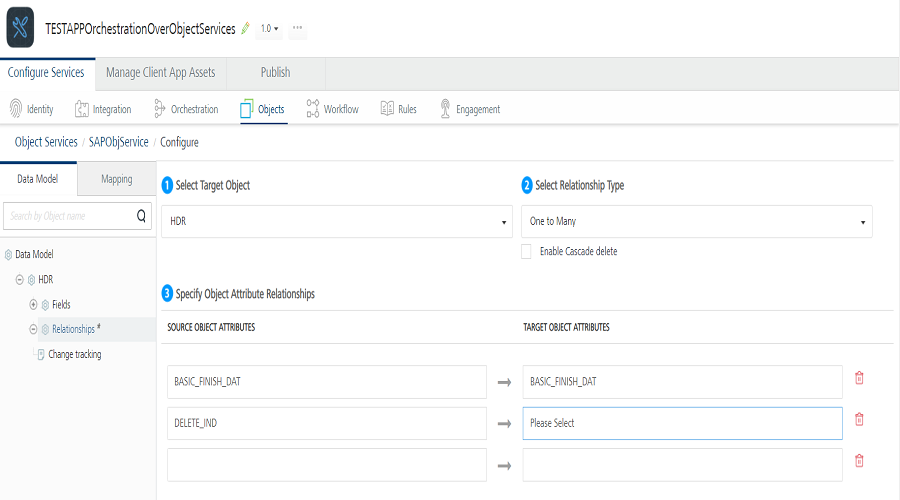 TESTAPPOrchestrationOverObjectServices 1.0
Configure Services Manage Client App Assets Publish
Identity Integration Orchestration Objects Workflow Rules Engagement
Object Services / SAPObjService / Configure
Data Model Mapping
Search by Object name
Data Model
HDR
Fields
Relationships *
Change tracking
1 Select Target Object
HDR
2 Select Relationship Type
One to Many
Enable Cascade delete
3 Specify Object Attribute Relationships
SOURCE OBJECT ATTRIBUTES TARGET OBJECT ATTRIBUTES
BASIC_FINISH_DAT BASIC_FINISH_DAT
DELETE_IND Please Select